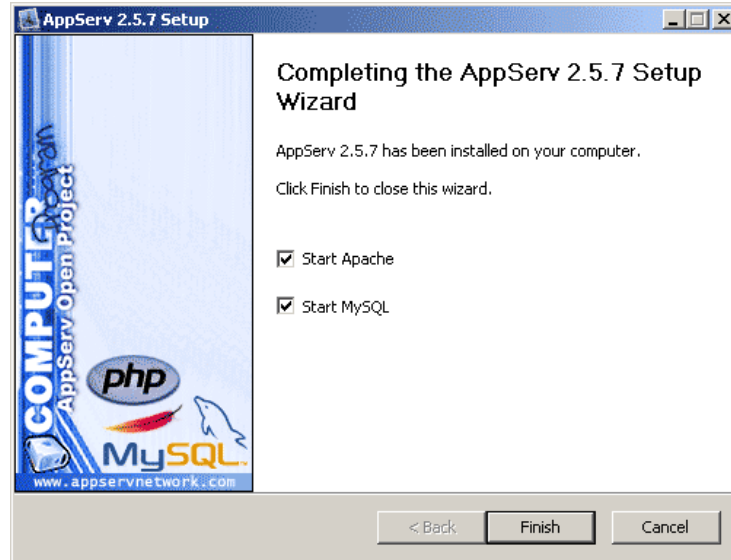 AppServ 2.5.7 Setup
Completing the AppServ 2.5.7 Setup
Wizard
AppServ 2.5.7 has been installed on your computer.
Click Finish to close this wizard.
Start Apache
Start MySQL
COMPUTER
AppServ Open Project
php
MySQL
www.appservnetwork.com
< Back
Finish
Cancel